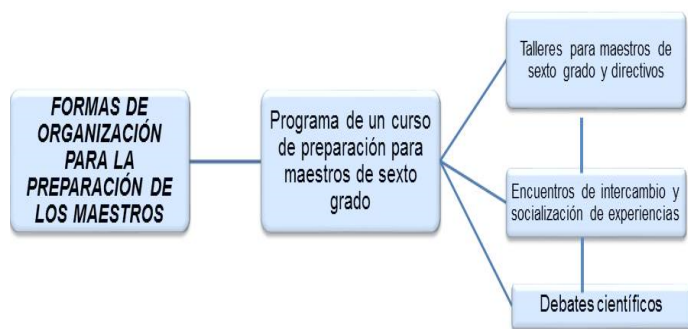 FORMAS DE
ORGANIZACIÓN
PARA LA
PREPARACIÓN DE
LOS MAESTROS
Programa de un curso
de preparación para
maestros de sexto
grado
Talleres para maestros de
sexto grado y directivos
Encuentros de intercambio y
socialización de experiencias
Debates científicos